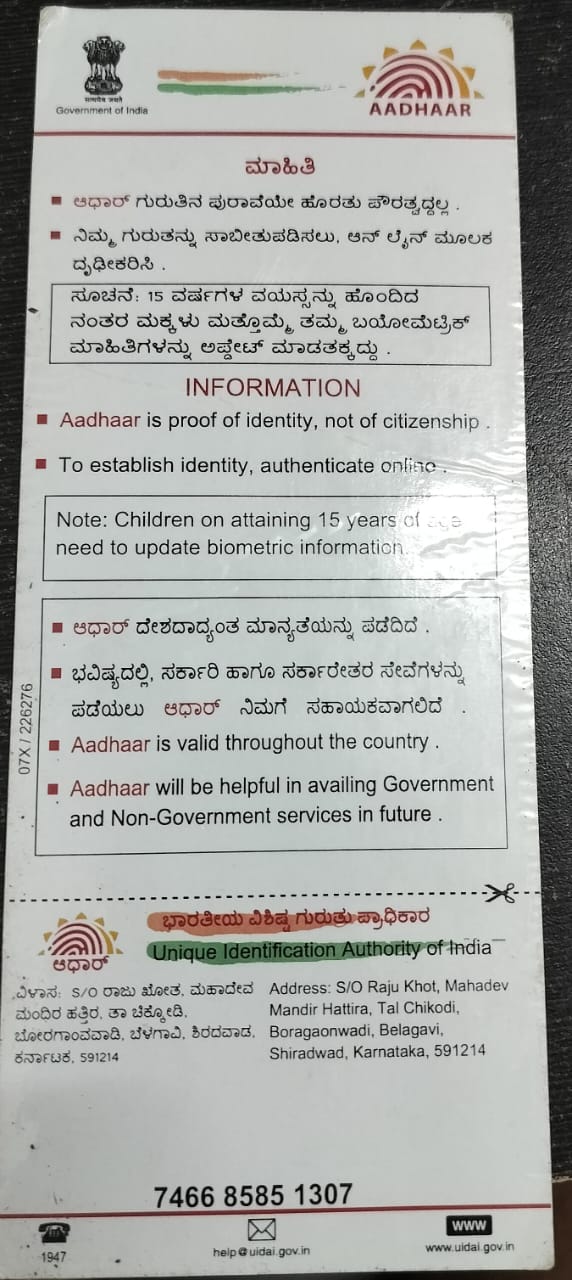 सत्यमेव जयते
Government of India
AADHAAR
ಮಾಹಿತಿ
■ ಆಧಾರ್ ಗುರುತಿನ ಪುರಾವೆಯೇ ಹೊರತು ಪೌರತ್ವದ್ದಲ್ಲ .
■ ನಿಮ್ಮ ಗುರುತನ್ನು ಸಾಬೀತುಪಡಿಸಲು, ಆನ್ ಲೈನ್ ಮೂಲಕ
ದೃಢೀಕರಿಸಿ .
ಸೂಚನೆ: 15 ವರ್ಷಗಳ ವಯಸ್ಸನ್ನು ಹೊಂದಿದ
ನಂತರ ಮಕ್ಕಳು ಮತ್ತೊಮ್ಮೆ ತಮ್ಮ ಬಯೋಮೆಟ್ರಿಕ್
ಮಾಹಿತಿಗಳನ್ನು ಅಪ್ಡೇಟ್ ಮಾಡತಕ್ಕದ್ದು .
INFORMATION
■ Aadhaar is proof of identity, not of citizenship .
■ To establish identity, authenticate online .
Note: Children on attaining 15 years of age
need to update biometric information.
■ ಆಧಾರ್ ದೇಶದಾದ್ಯಂತ ಮಾನ್ಯತೆಯನ್ನು ಪಡೆದಿದೆ .
■ ಭವಿಷ್ಯದಲ್ಲಿ, ಸರ್ಕಾರಿ ಹಾಗೂ ಸರ್ಕಾರೇತರ ಸೇವೆಗಳನ್ನು
ಪಡೆಯಲು ಆಧಾರ್ ನಿಮಗೆ ಸಹಾಯಕವಾಗಲಿದೆ .
■ Aadhaar is valid throughout the country .
■ Aadhaar will be helpful in availing Government
and Non-Government services in future .
07X / 226276
ಭಾರತೀಯ ವಿಶಿಷ್ಟ ಗುರುತು ಪ್ರಾಧಿಕಾರ
Unique Identification Authority of India
ಆಧಾರ್
ವಿಳಾಸ: S/O ರಾಜು ಖೋತ, ಮಹಾದೇವ
ಮಂದಿರ ಹತ್ತಿರ, ತಾ ಚಿಕ್ಕೋಡಿ,
ಬೋರಗಾಂವವಾಡಿ, ಬೆಳಗಾವಿ, ಶಿರದವಾಡ,
ಕರ್ನಾಟಕ, 591214
Address: S/O Raju Khot, Mahadev
Mandir Hattira, Tal Chikodi,
Boragaonwadi, Belagavi,
Shiradwad, Karnataka, 591214
7466 8585 1307
1947
help@uidai.gov.in
WWW
www.uidai.gov.in